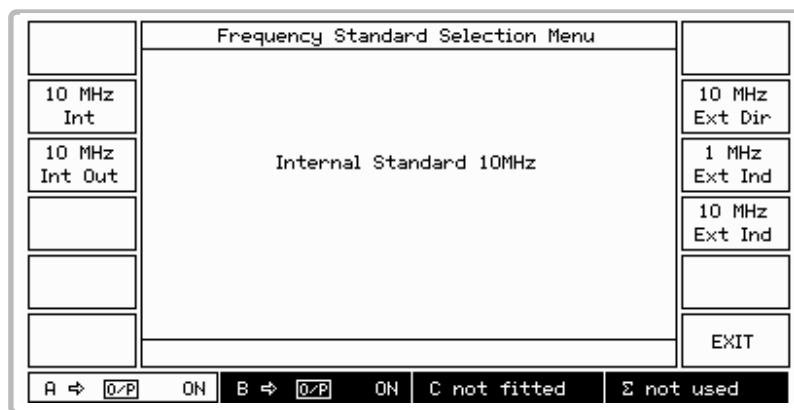 Frequency Standard Selection Menu
10 MHz
Int
10 MHz
Int Out
Internal Standard 10MHz
10 MHz
Ext Dir
1 MHz
Ext Ind
10 MHz
Ext Ind
EXIT
A ⇨ O/P ON B ⇨ O/P ON C not fitted Σ not used